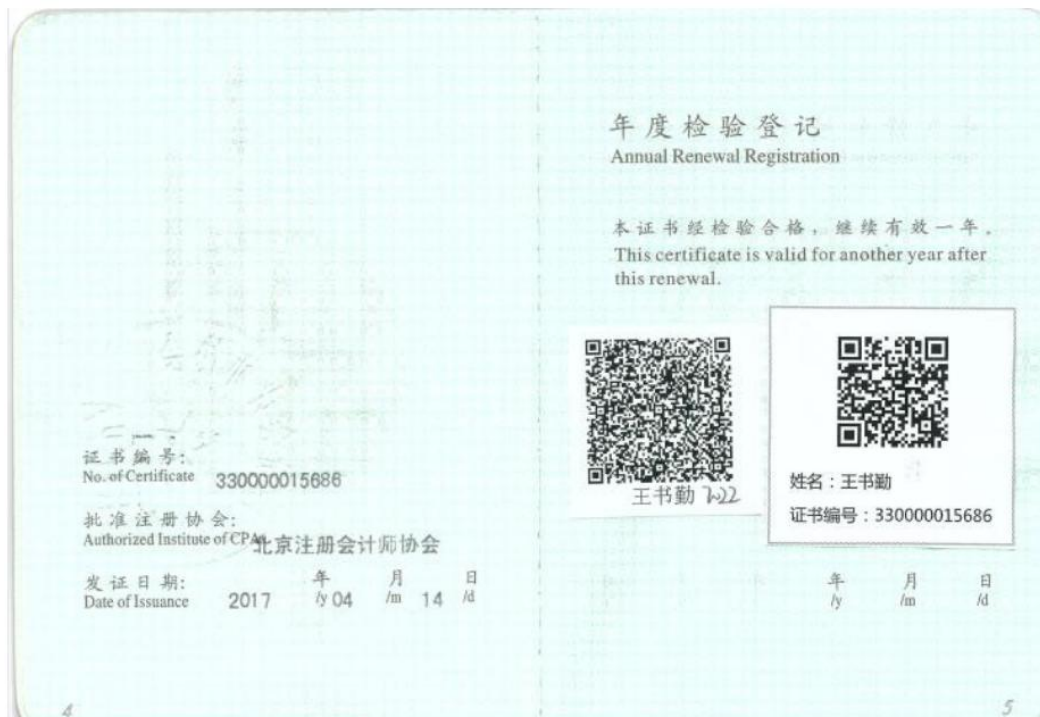 证书编号:
No. of Certificate 330000015686
批准注册协会:
Authorized Institute of CPAs 北京注册会计师协会
发证日期: 年 月 日
Date of Issuance 2017 /y 04 /m 14 /d
4
年度检验登记
Annual Renewal Registration
本证书经检验合格，继续有效一年。
This certificate is valid for another year after
this renewal.
王书勤 2022
姓名：王书勤
证书编号：330000015686
年 月 日
/y /m /d
5